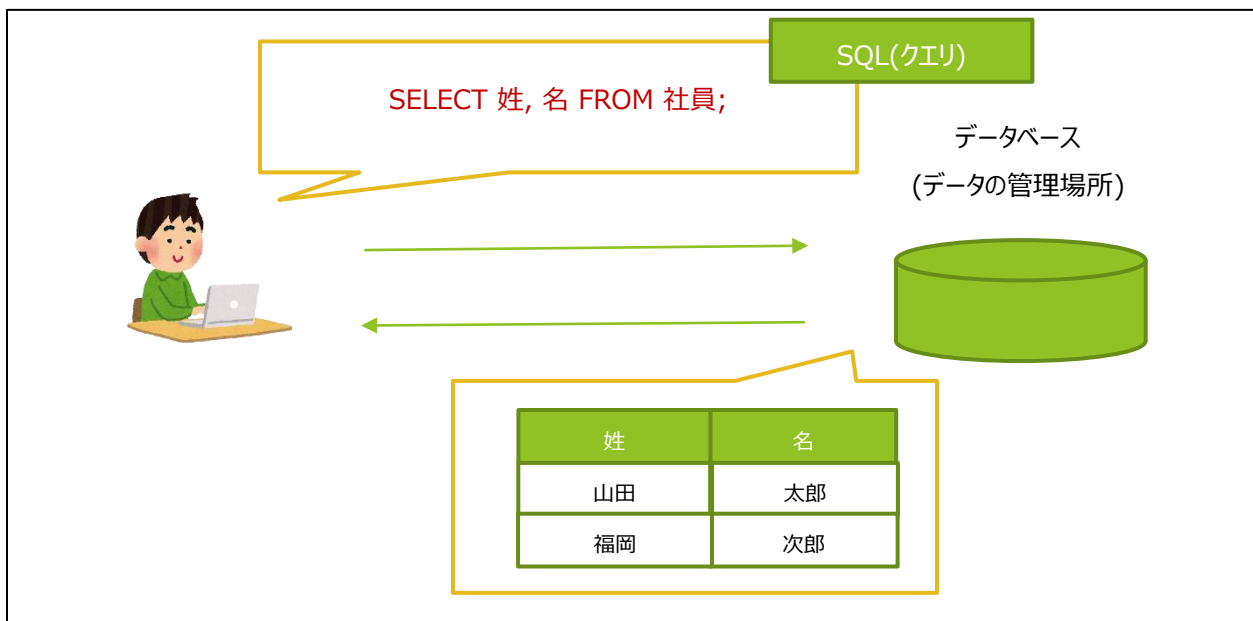 SQL(クエリ)
SELECT 姓, 名 FROM 社員;
データベース
(データの管理場所)
姓 名
山田 太郎
福岡 次郎